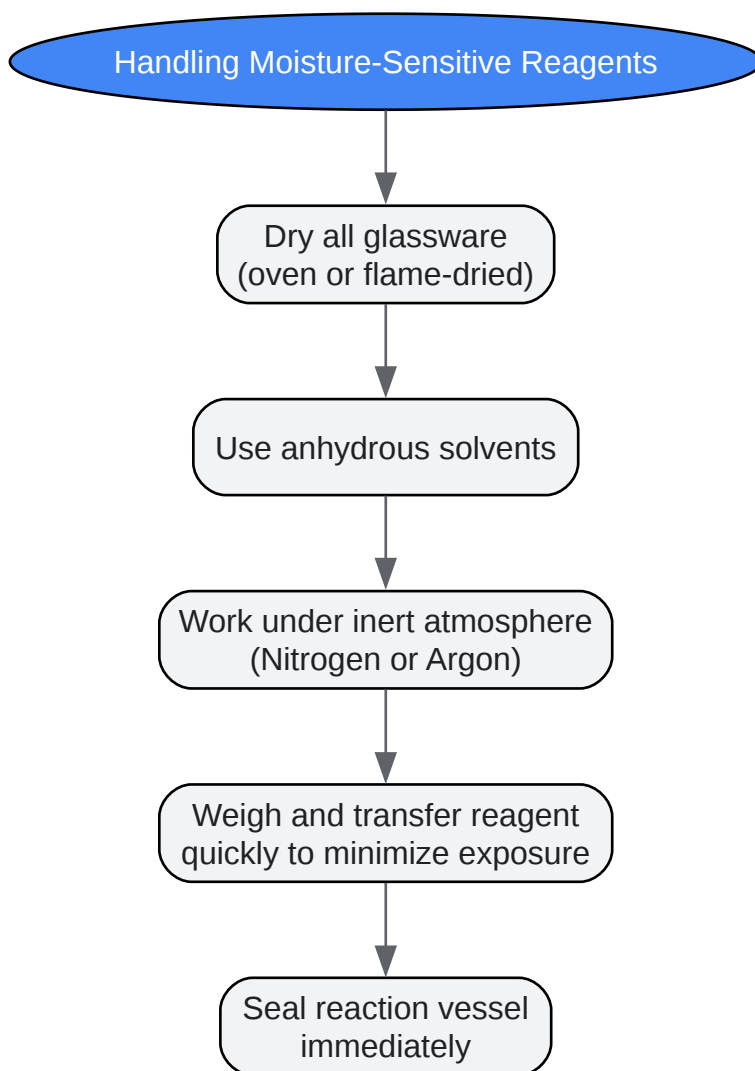 Handling Moisture-Sensitive Reagents
Dry all glassware
(oven or flame-dried)
Use anhydrous solvents
Work under inert atmosphere
(Nitrogen or Argon)
Weigh and transfer reagent
quickly to minimize exposure
Seal reaction vessel
immediately